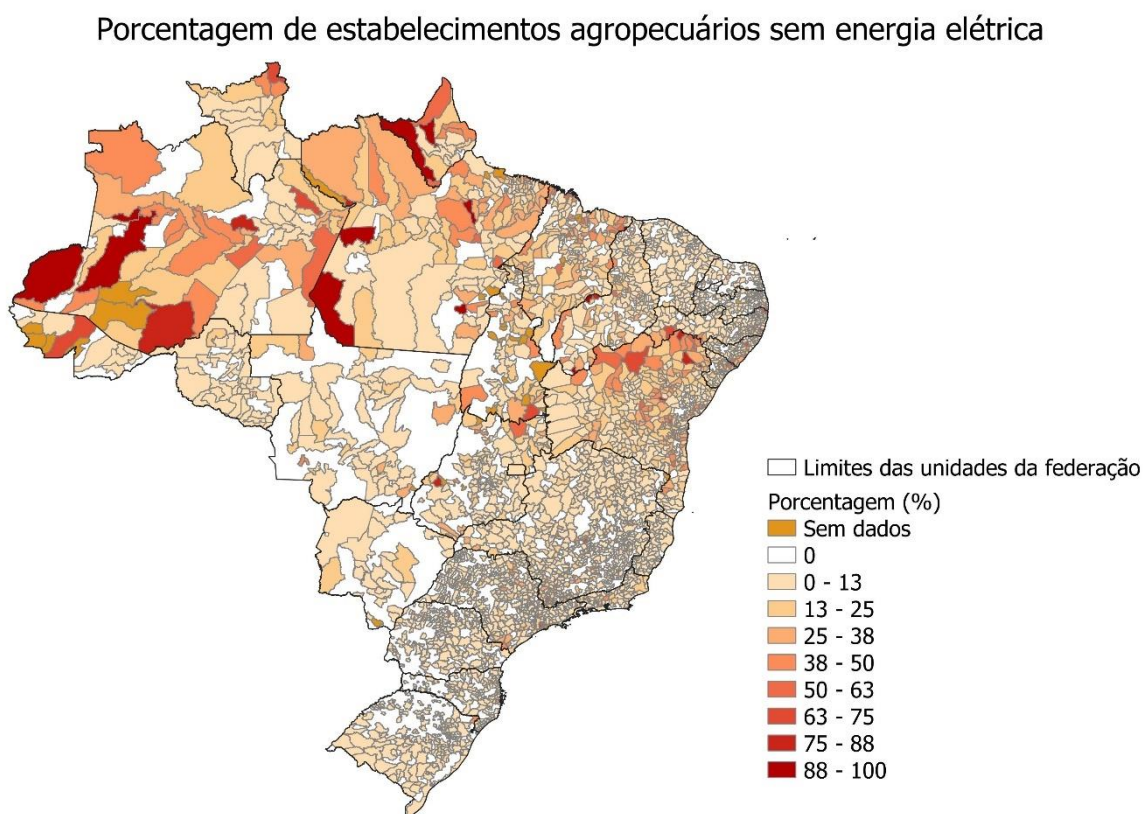 Porcentagem de estabelecimentos agropecuários sem energia elétrica
Limites das unidades da federação
Porcentagem (%)
Sem dados
0
0 - 13
13 - 25
25 - 38
38 - 50
50 - 63
63 - 75
75 - 88
88 - 100